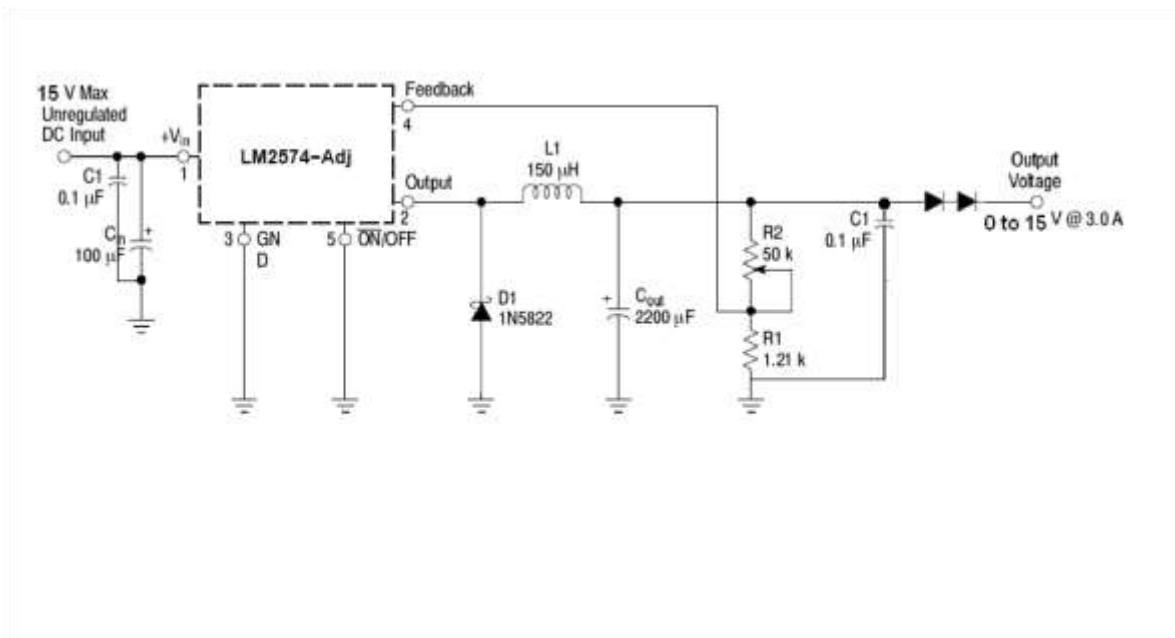 15 V Max
Unregulated
DC Input
+Vin
1
C1
0.1 µF
Cin
100 µF
LM2574-Adj
Feedback
4
Output
2
3
GN
D
5
ON/OFF
L1
150 µH
D1
1N5822
+
Cout
2200 µF
R2
50 k
R1
1.21 k
C1
0.1 µF
Output
Voltage
0 to 15 V @ 3.0 A
+